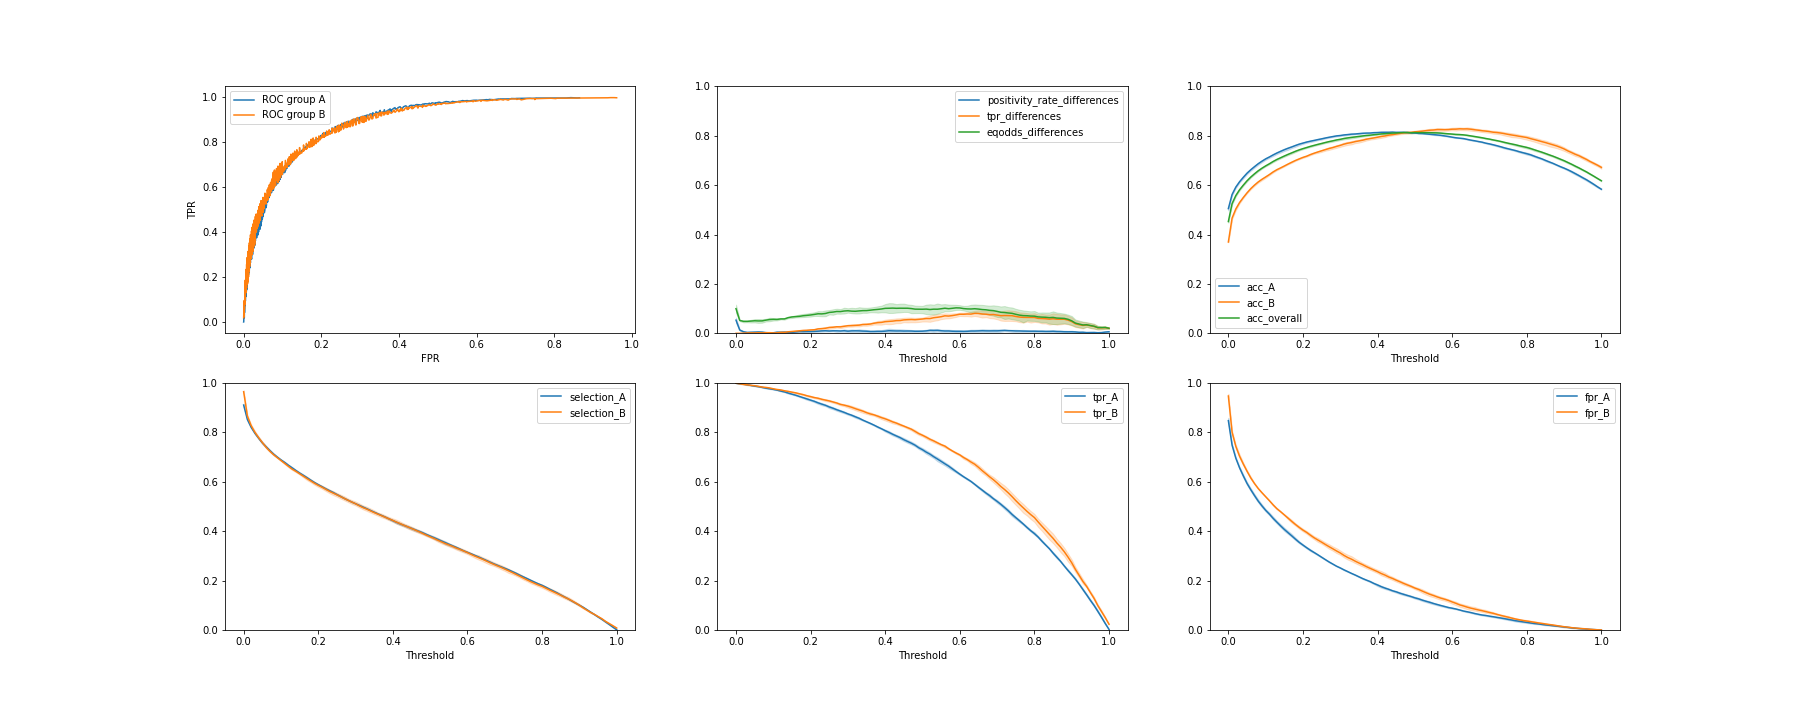 ROC group A
ROC group B
TPR
1.0
0.8
0.6
0.4
0.2
0.0
0.0 0.2 0.4 0.6 0.8 1.0
FPR
positivity_rate_differences
tpr_differences
eqodds_differences
1.0
0.8
0.6
0.4
0.2
0.0
0.0 0.2 0.4 0.6 0.8 1.0
Threshold
1.0
0.8
0.6
0.4
0.2
0.0
acc_A
acc_B
acc_overall
0.0 0.2 0.4 0.6 0.8 1.0
Threshold
selection_A
selection_B
1.0
0.8
0.6
0.4
0.2
0.0
0.0 0.2 0.4 0.6 0.8 1.0
Threshold
tpr_A
tpr_B
1.0
0.8
0.6
0.4
0.2
0.0
0.0 0.2 0.4 0.6 0.8 1.0
Threshold
fpr_A
fpr_B
1.0
0.8
0.6
0.4
0.2
0.0
0.0 0.2 0.4 0.6 0.8 1.0
Threshold